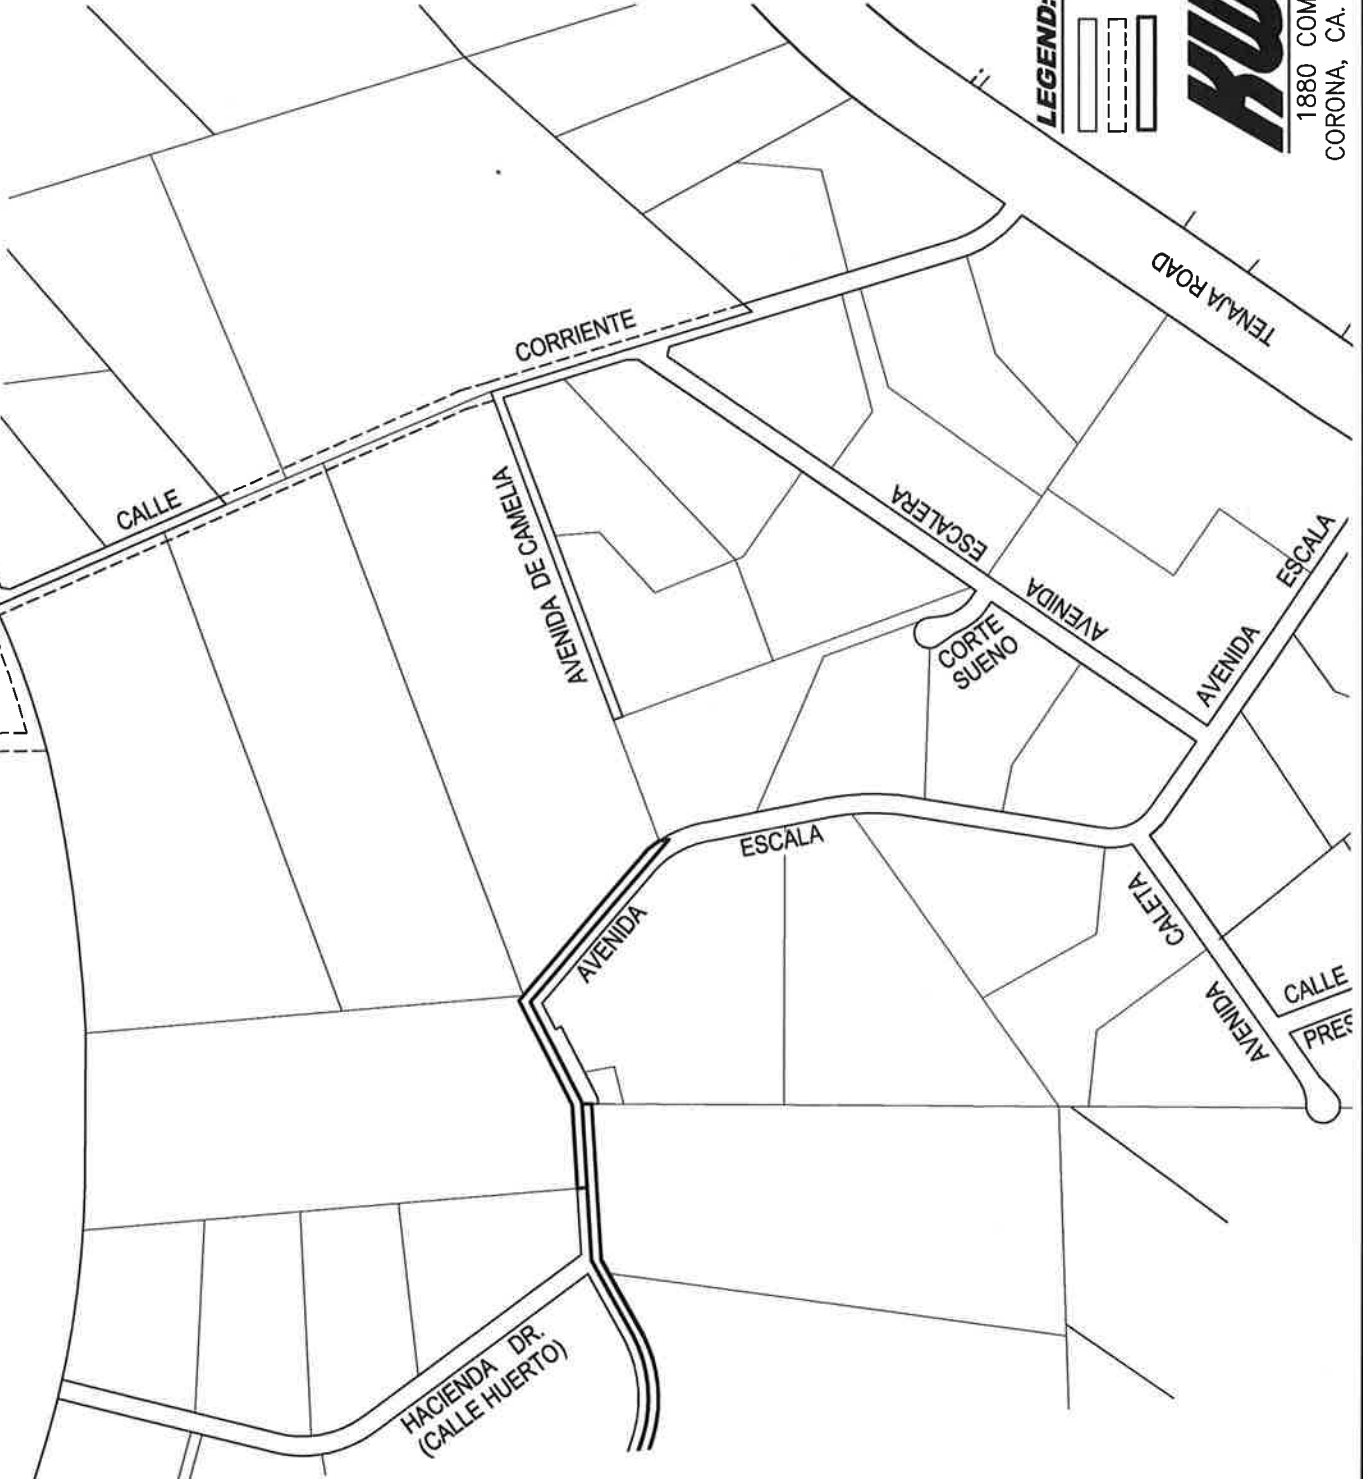 LEGEND:
1880 COM
CORONA, CA.
TENAJA ROAD
CORRIENTE
CALLE
AVENIDA DE CAMELIA
ESCALERA
AVENIDA
ESCALA
AVENIDA
CORTE
SUENO
ESCALA
AVENIDA
CALETA
AVENIDA
CALLE
HACIENDA DR.
(CALLE HUERTO)